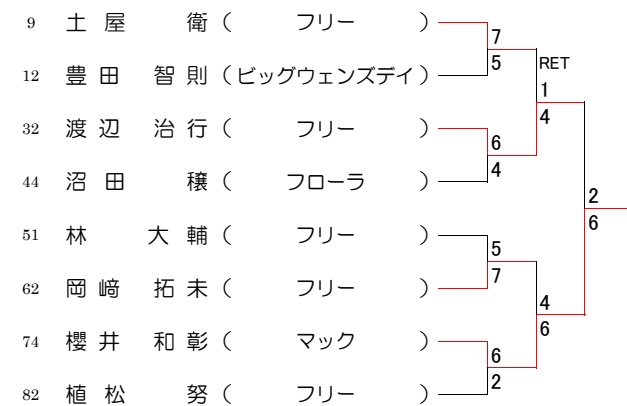 9 土屋 衛 ( フリー )
7
5
12 豊田 智則 (ビッグウェンズデイ)
RET
1
4
32 渡辺 治行 ( フリー )
6
4
44 沼田 穣 ( フローラ )
2
6
51 林 大輔 ( フリー )
5
7
62 岡﨑 拓未 ( フリー )
4
6
74 櫻井 和彰 ( マック )
6
2
82 植松 努 ( フリー )